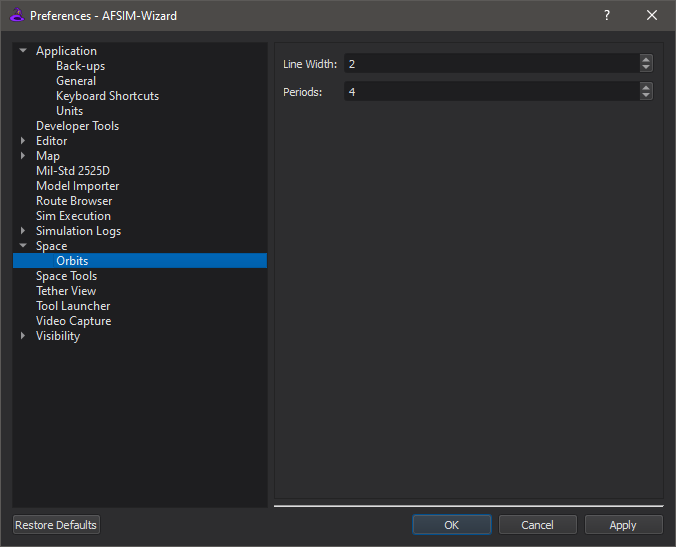 Preferences - AFSIM-Wizard
?
Application
Back-ups
General
Keyboard Shortcuts
Units
Developer Tools
Editor
Map
Mil-Std 2525D
Model Importer
Route Browser
Sim Execution
Simulation Logs
Space
Orbits
Space Tools
Tether View
Tool Launcher
Video Capture
Visibility
Line Width: 2
Periods: 4
Restore Defaults
OK
Cancel
Apply